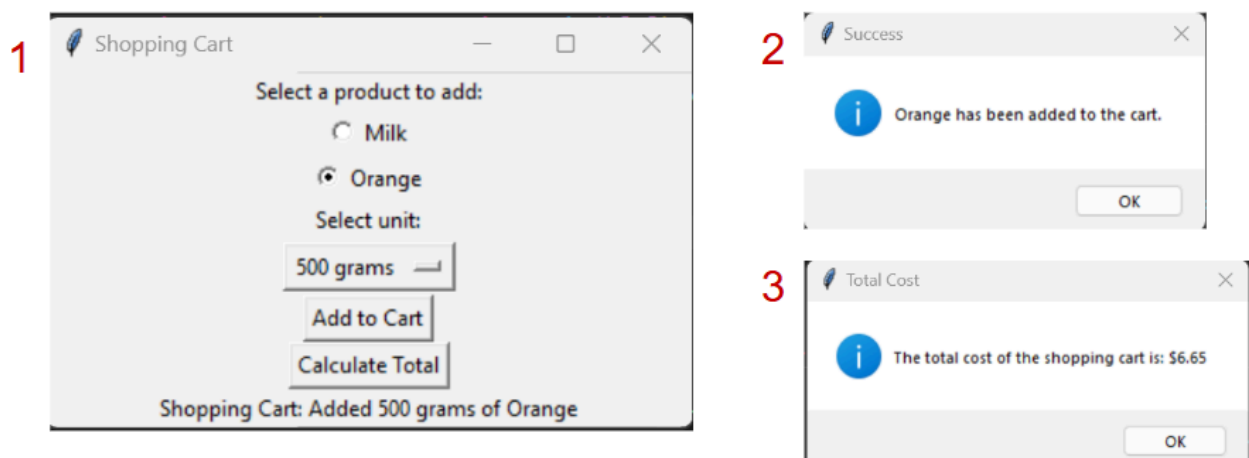 1
Shopping Cart
Select a product to add:
Milk
Orange
Select unit:
500 grams
Add to Cart
Calculate Total
Shopping Cart: Added 500 grams of Orange
2
Success
Orange has been added to the cart.
OK
3
Total Cost
The total cost of the shopping cart is: $6.65
OK